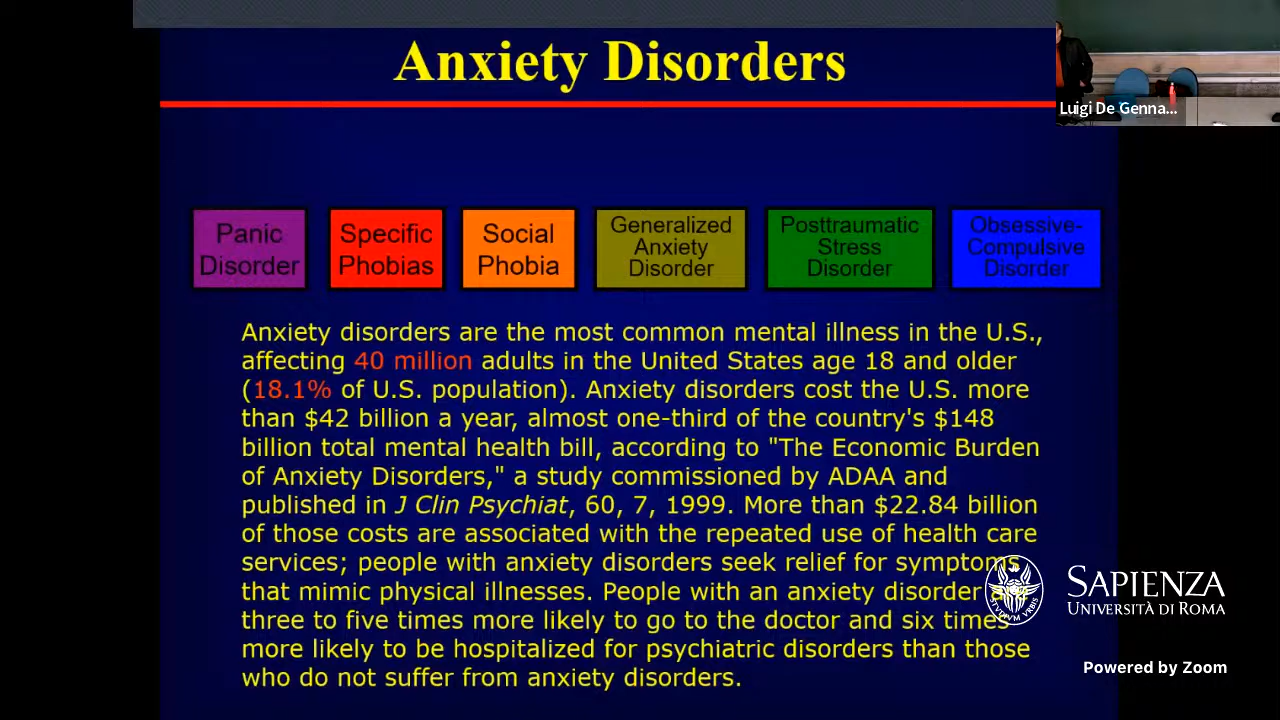 Anxiety Disorders
Luigi De Genna...
Panic
Disorder
Specific
Phobias
Social
Phobia
Generalized
Anxiety
Disorder
Posttraumatic
Stress
Disorder
Obsessive-
Compulsive
Disorder
Anxiety disorders are the most common mental illness in the U.S.,
affecting 40 million adults in the United States age 18 and older
(18.1% of U.S. population). Anxiety disorders cost the U.S. more
than $42 billion a year, almost one-third of the country's $148
billion total mental health bill, according to "The Economic Burden
of Anxiety Disorders," a study commissioned by ADAA and
published in J Clin Psychiat, 60, 7, 1999. More than $22.84 billion
of those costs are associated with the repeated use of health care
services; people with anxiety disorders seek relief for symptoms
that mimic physical illnesses. People with an anxiety disorder
three to five times more likely to go to the doctor and six times
more likely to be hospitalized for psychiatric disorders than those
who do not suffer from anxiety disorders.
SAPIENZA
UNIVERSITÀ DI ROMA
Powered by Zoom